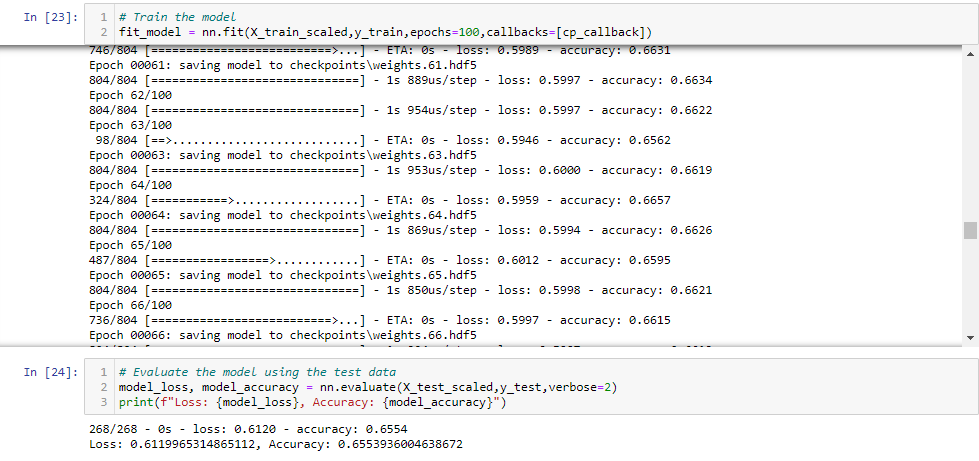 In [23]:
1 # Train the model
2 fit_model = nn.fit(X_train_scaled,y_train,epochs=100,callbacks=[cp_callback])
746/804 [==============================>...] - ETA: 0s - loss: 0.5989 - accuracy: 0.6631
Epoch 00061: saving model to checkpoints\weights.61.hdf5
804/804 [==============================] - 1s 889us/step - loss: 0.5997 - accuracy: 0.6634
Epoch 62/100
804/804 [==============================] - 1s 954us/step - loss: 0.5997 - accuracy: 0.6622
Epoch 63/100
98/804 [==>...........................] - ETA: 0s - loss: 0.5946 - accuracy: 0.6562
Epoch 00063: saving model to checkpoints\weights.63.hdf5
804/804 [==============================] - 1s 953us/step - loss: 0.6000 - accuracy: 0.6619
Epoch 64/100
324/804 [===========>..................] - ETA: 0s - loss: 0.5959 - accuracy: 0.6657
Epoch 00064: saving model to checkpoints\weights.64.hdf5
804/804 [==============================] - 1s 869us/step - loss: 0.5994 - accuracy: 0.6626
Epoch 65/100
487/804 [=================>............] - ETA: 0s - loss: 0.6012 - accuracy: 0.6595
Epoch 00065: saving model to checkpoints\weights.65.hdf5
804/804 [==============================] - 1s 850us/step - loss: 0.5998 - accuracy: 0.6621
Epoch 66/100
736/804 [==========================>...] - ETA: 0s - loss: 0.5997 - accuracy: 0.6615
Epoch 00066: saving model to checkpoints\weights.66.hdf5
In [24]:
1 # Evaluate the model using the test data
2 model_loss, model_accuracy = nn.evaluate(X_test_scaled,y_test,verbose=2)
3 print(f"Loss: {model_loss}, Accuracy: {model_accuracy}")
268/268 - 0s - loss: 0.6120 - accuracy: 0.6554
Loss: 0.6119965314865112, Accuracy: 0.6553936004638672